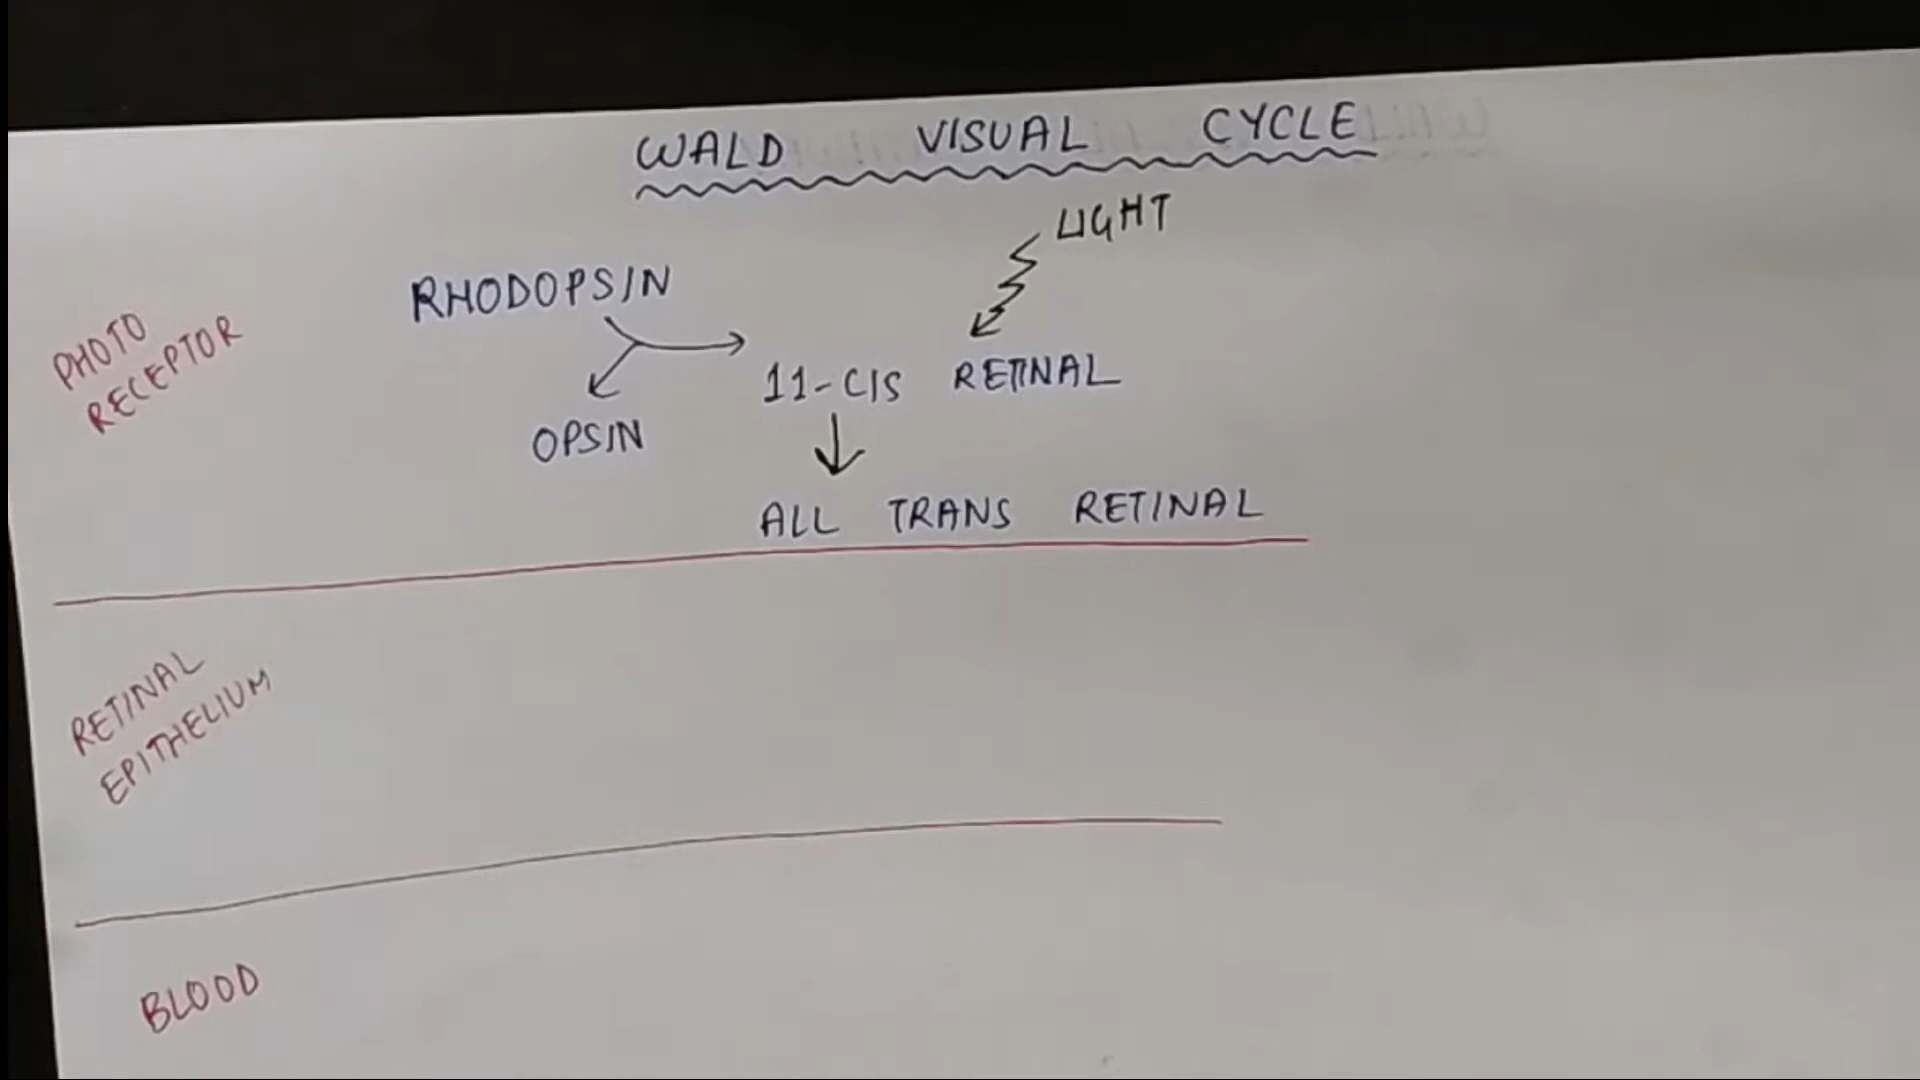 WALD VISUAL CYCLE
LIGHT
RHODOPSIN
PHOTO
RECEPTOR
11-CIS RETINAL
OPSIN
ALL TRANS RETINAL
RETINAL
EPITHELIUM
BLOOD